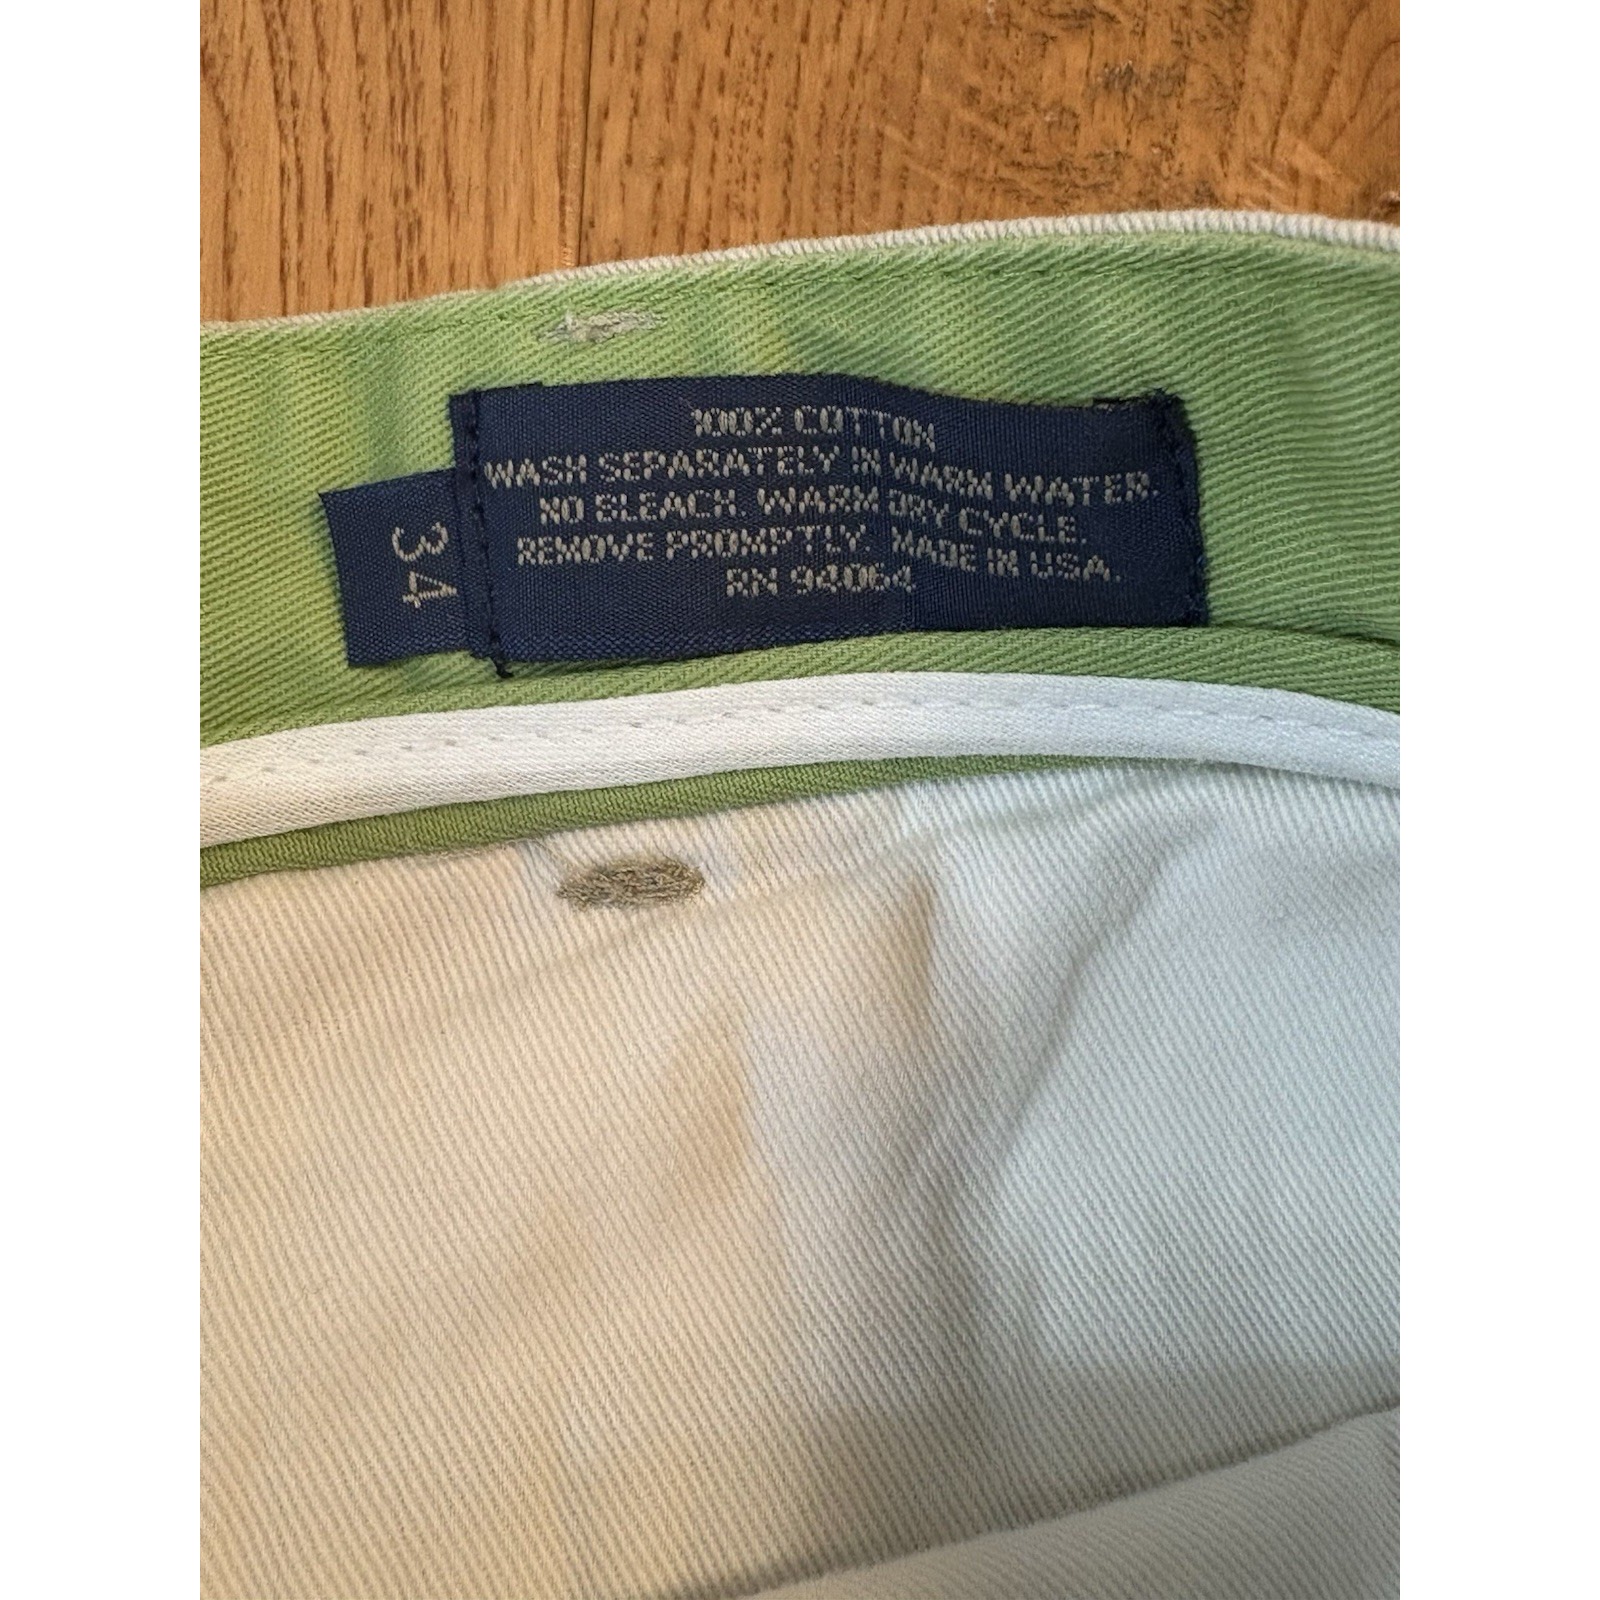 100% COTTON
WASH SEPARATELY IN WARM WATER.
NO BLEACH. WARM DRY CYCLE.
REMOVE PROMPTLY. MADE IN USA.
RN 94064
34